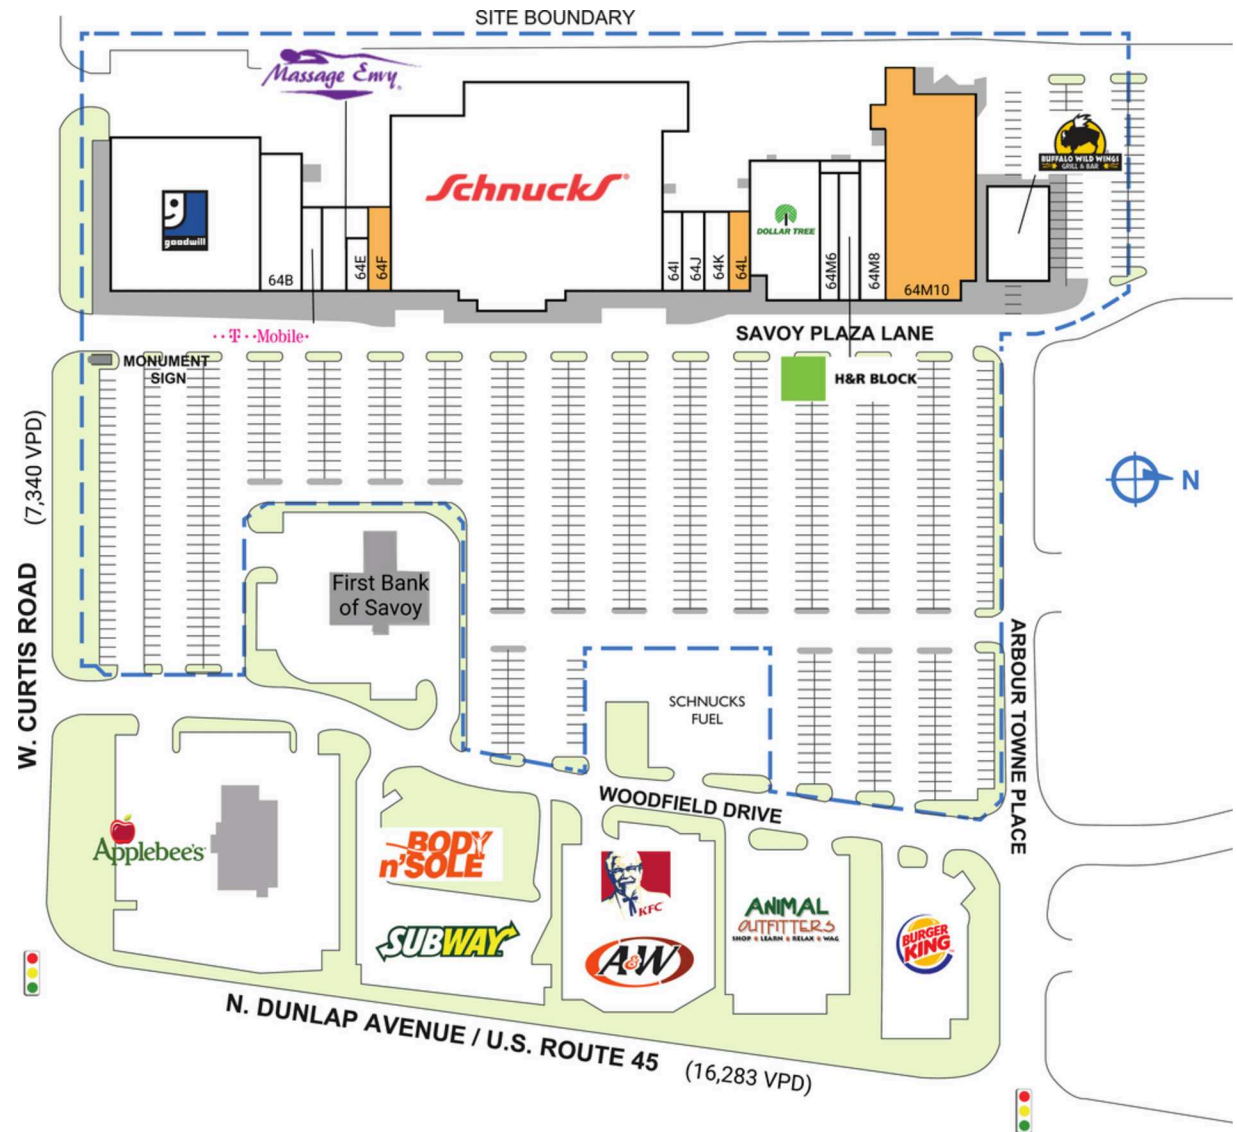 SITE BOUNDARY
Massage Envy
Schnucks
BUFFALO WILD WINGS
GRILL & BAR
goodwill
DOLLAR TREE
64B
64E
64F
64I
64J
64K
64L
64M6
64M8
64M10
T-Mobile
SAVOY PLAZA LANE
MONUMENT
SIGN
H&R BLOCK
(7,340 VPD)
W. CURTIS ROAD
N
First Bank
of Savoy
SCHNUCKS
FUEL
ARBOUR TOWNE PLACE
WOODFIELD DRIVE
Applebee's
BODY
n'SOLE
SUBWAY
KFC
A&W
ANIMAL
OUTFITTERS
SHOP LEARN RELAX WAG
BURGER
KING
N. DUNLAP AVENUE / U.S. ROUTE 45 (16,283 VPD)